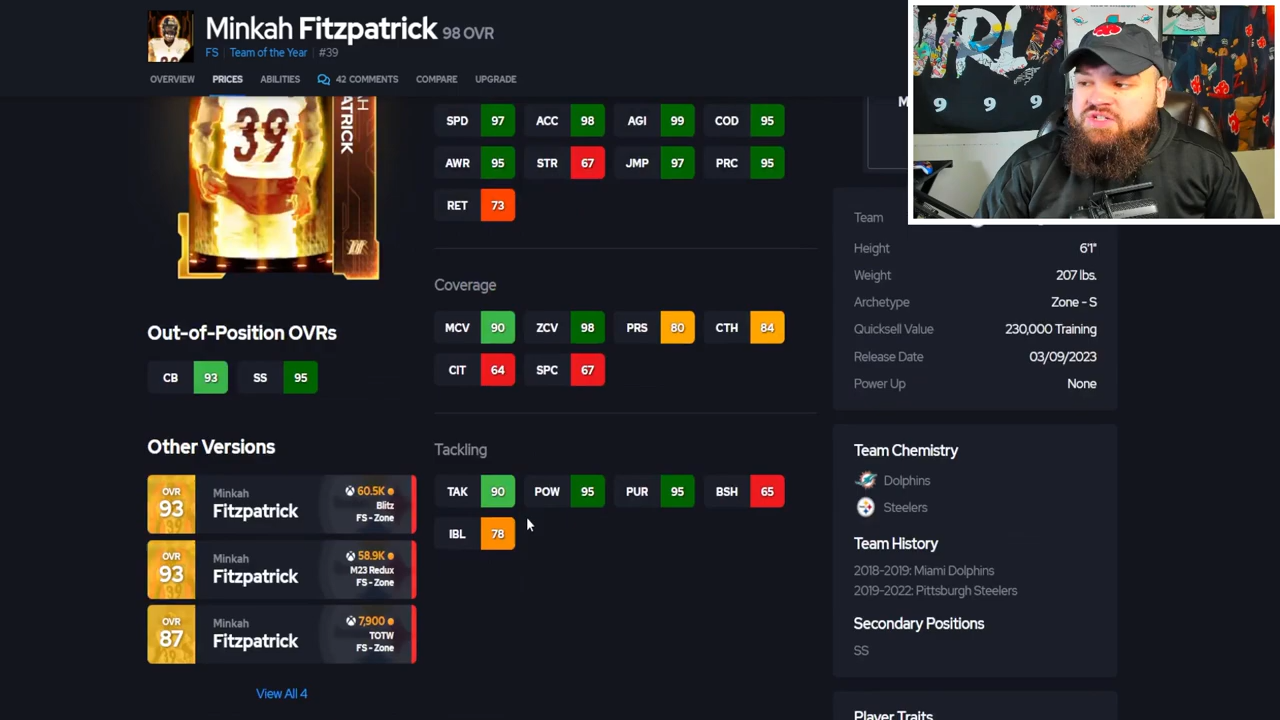 Minkah Fitzpatrick 98 OVR
FS | Team of the Year | #39
OVERVIEW PRICES ABILITIES 42 COMMENTS COMPARE UPGRADE
39
SPD 97 ACC 98 AGI 99 COD 95
AWR 95 STR 67 JMP 97 PRC 95
RET 73
Coverage
MCV 90 ZCV 98 PRS 80 CTH 84
CIT 64 SPC 67
Tackling
TAK 90 POW 95 PUR 95 BSH 65
IBL 78
Out-of-Position OVRs
CB 93 SS 95
Other Versions
OVR 93 Minkah Fitzpatrick 60.5K Blitz FS - Zone
OVR 93 Minkah Fitzpatrick 58.9K M23 Redux FS - Zone
OVR 87 Minkah Fitzpatrick 7,900 TOTW FS - Zone
View All 4
9 9 9
Team
Height 6'1"
Weight 207 lbs.
Archetype Zone - S
Quicksell Value 230,000 Training
Release Date 03/09/2023
Power Up None
Team Chemistry
Dolphins
Steelers
Team History
2018-2019: Miami Dolphins
2019-2022: Pittsburgh Steelers
Secondary Positions
SS
Player Traits